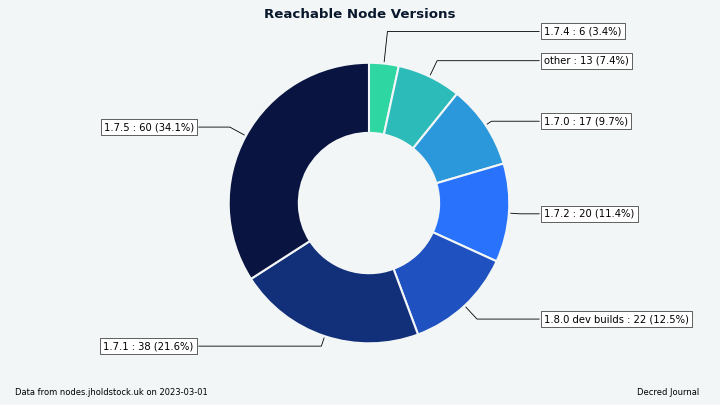 Reachable Node Versions
1.7.4 : 6 (3.4%)
other : 13 (7.4%)
1.7.0 : 17 (9.7%)
1.7.5 : 60 (34.1%)
1.7.2 : 20 (11.4%)
1.8.0 dev builds : 22 (12.5%)
1.7.1 : 38 (21.6%)
Data from nodes.jholdstock.uk on 2023-03-01
Decred Journal